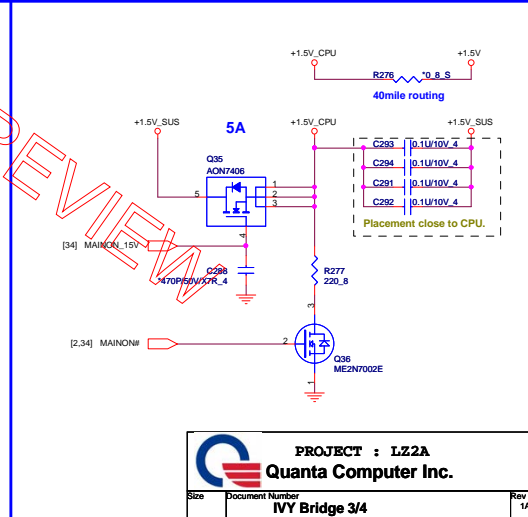 +1.5V_CPU
+1.5V
R276
*0_8_S
40mile routing
+1.5V_SUS
5A
+1.5V_CPU
+1.5V_SUS
C293
0.1U/10V_4
C294
0.1U/10V_4
C291
0.1U/10V_4
C292
0.1U/10V_4
Placement close to CPU.
Q35
AON7406
5
1
2
3
4
[34] MAINON_15V
C288
*470P/50V/X7R_4
R277
220_8
3
[2,34] MAINON#
2
Q36
ME2N7002E
1
PROJECT : LZ2A
Quanta Computer Inc.
Size
Document Number
Rev
IVY Bridge 3/4
1A